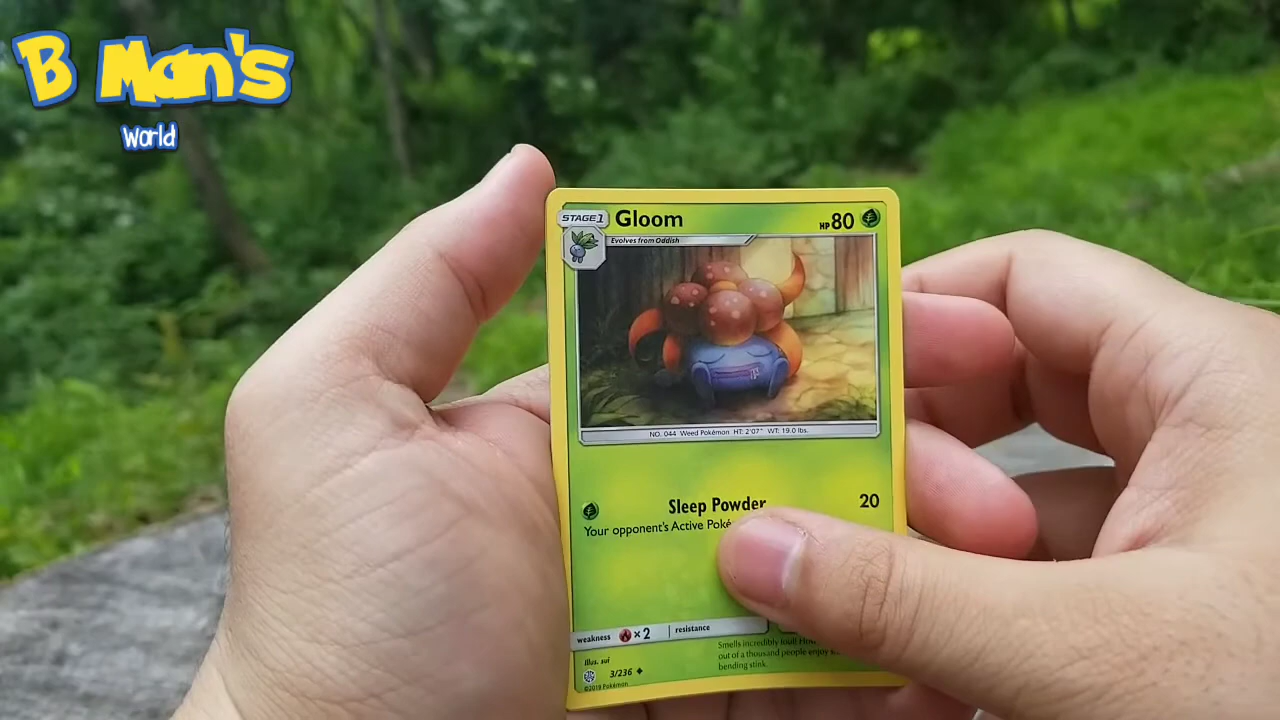 B Man's
World
STAGE 1 Gloom HP 80
Evolves from Oddish
NO. 044 Weed Pokémon HT: 2'07" WT: 19.0 lbs.
Sleep Powder 20
Your opponent's Active
weakness ×2 resistance
Smells incredibly foul!
out of a thousand people enjoy
bending stink.
Illus. sui
3/236
©2019 Pokémon